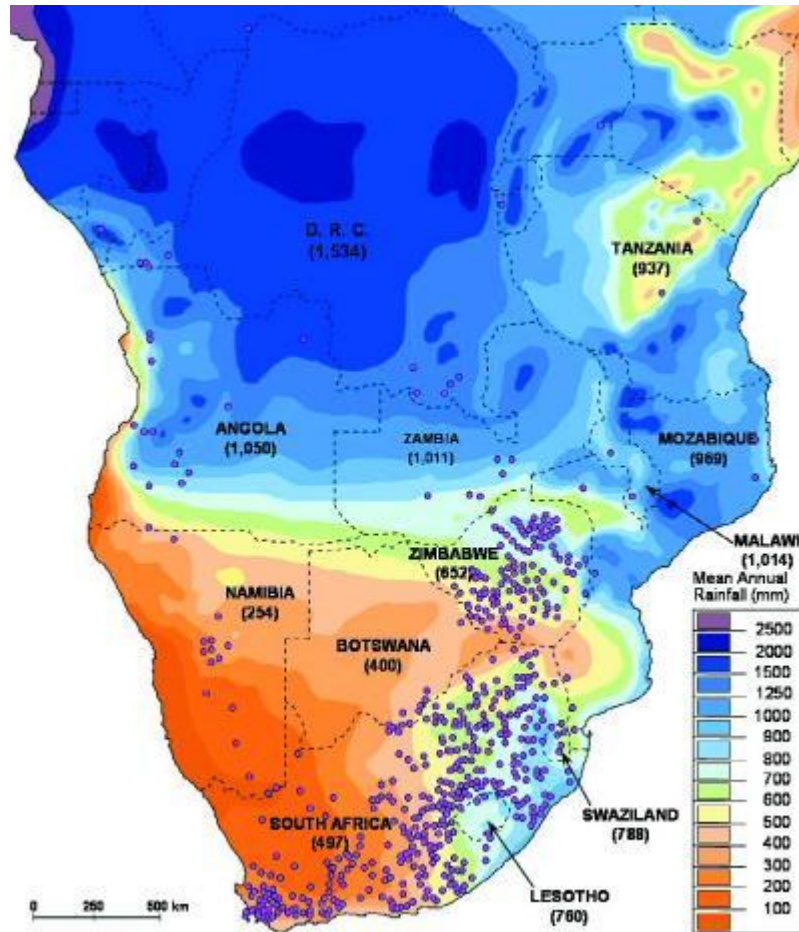 D. R. C.
(1,534)
TANZANIA
(937)
ANGOLA
(1,050)
ZAMBIA
(1,011)
MOZABIQUE
(969)
ZIMBABWE
(652)
MALAWI
(1,014)
NAMIBIA
(254)
BOTSWANA
(400)
SOUTH AFRICA
(497)
SWAZILAND
(788)
LESOTHO
(760)
Mean Annual
Rainfall (mm)
2500
2000
1500
1250
1000
900
800
700
600
500
400
300
200
100
0 250 500 km